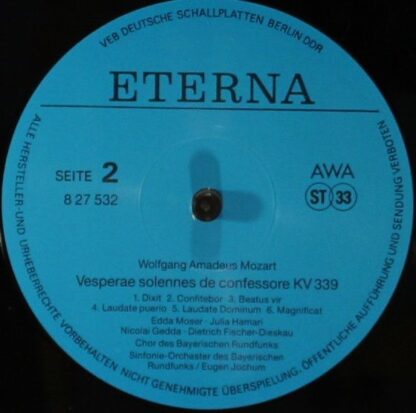 VEB DEUTSCHE SCHALLPLATTEN BERLIN DDR
ETERNA
SEITE 2
8 27 532
AWA
ST 33
Wolfgang Amadeus Mozart
Vesperae solennes de confessore KV 339
1. Dixit 2. Confitebor 3. Beatus vir
4. Laudate puerio 5. Laudate Dominum 6. Magnificat
Edda Moser · Julia Hamari
Nicolai Gedda · Dietrich Fischer-Dieskau
Chor des Bayerischen Rundfunks
Sinfonie-Orchester des Bayerischen
Rundfunks / Eugen Jochum
ALLE HERSTELLER- UND URHEBERRECHTE VORBEHALTEN NICHT GENEHMIGTE ÜBERSPIELUNG, ÖFFENTLICHE AUFFÜHRUNG UND SENDUNG VERBOTEN